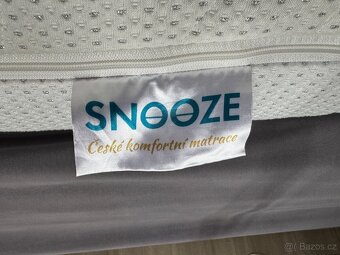 SNOOZE
České komfortní matrace
Bazos.cz